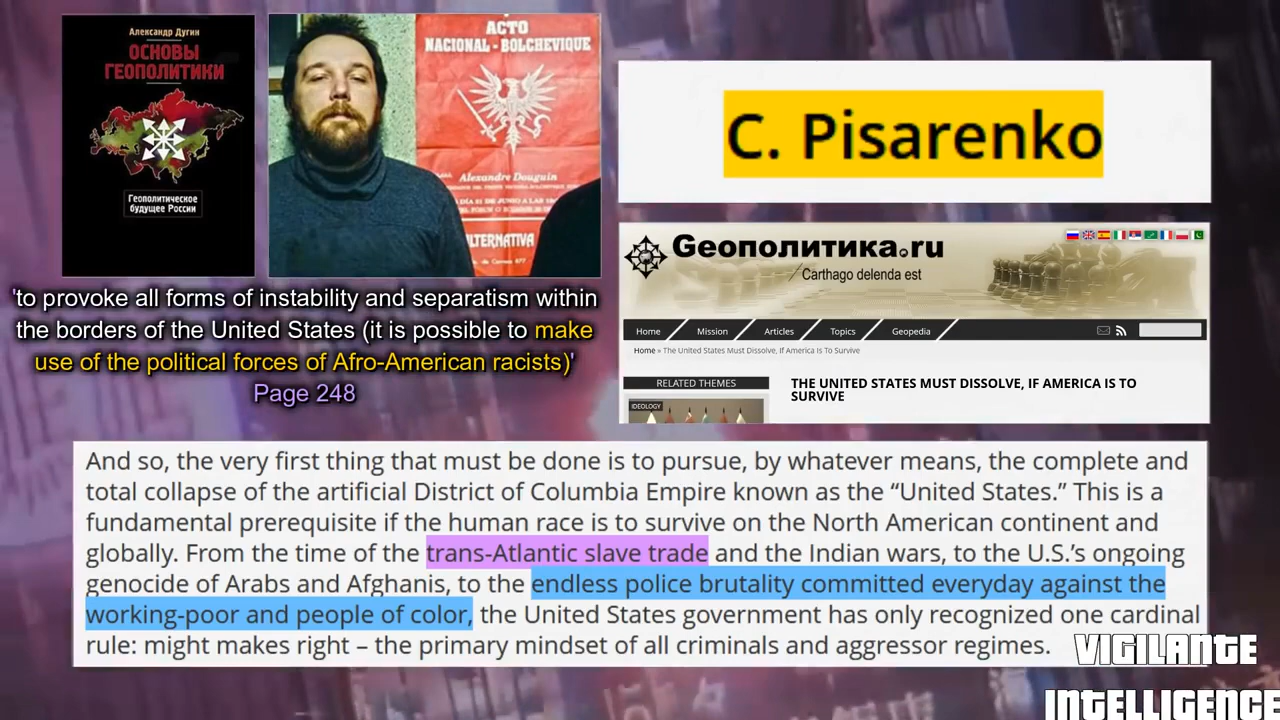 Александр Дугин
ОСНОВЫ
ГЕОПОЛИТИКИ
Геополитическое
будущее России
ACTO
NACIONAL - BOLCHEVIQUE
Alexandre Douguin
LTERNATIVA
'to provoke all forms of instability and separatism within
the borders of the United States (it is possible to make
use of the political forces of Afro-American racists)'
Page 248
C. Pisarenko
Геополитика.ru
Carthago delenda est
Home Mission Articles Topics Geopedia
Home » The United States Must Dissolve, If America Is To Survive
RELATED THEMES
IDEOLOGY
THE UNITED STATES MUST DISSOLVE, IF AMERICA IS TO
SURVIVE
And so, the very first thing that must be done is to pursue, by whatever means, the complete and
total collapse of the artificial District of Columbia Empire known as the “United States.” This is a
fundamental prerequisite if the human race is to survive on the North American continent and
globally. From the time of the trans-Atlantic slave trade and the Indian wars, to the U.S.’s ongoing
genocide of Arabs and Afghanis, to the endless police brutality committed everyday against the
working-poor and people of color, the United States government has only recognized one cardinal
rule: might makes right – the primary mindset of all criminals and aggressor regimes.
VIGILANTE
INTELLIGENCE